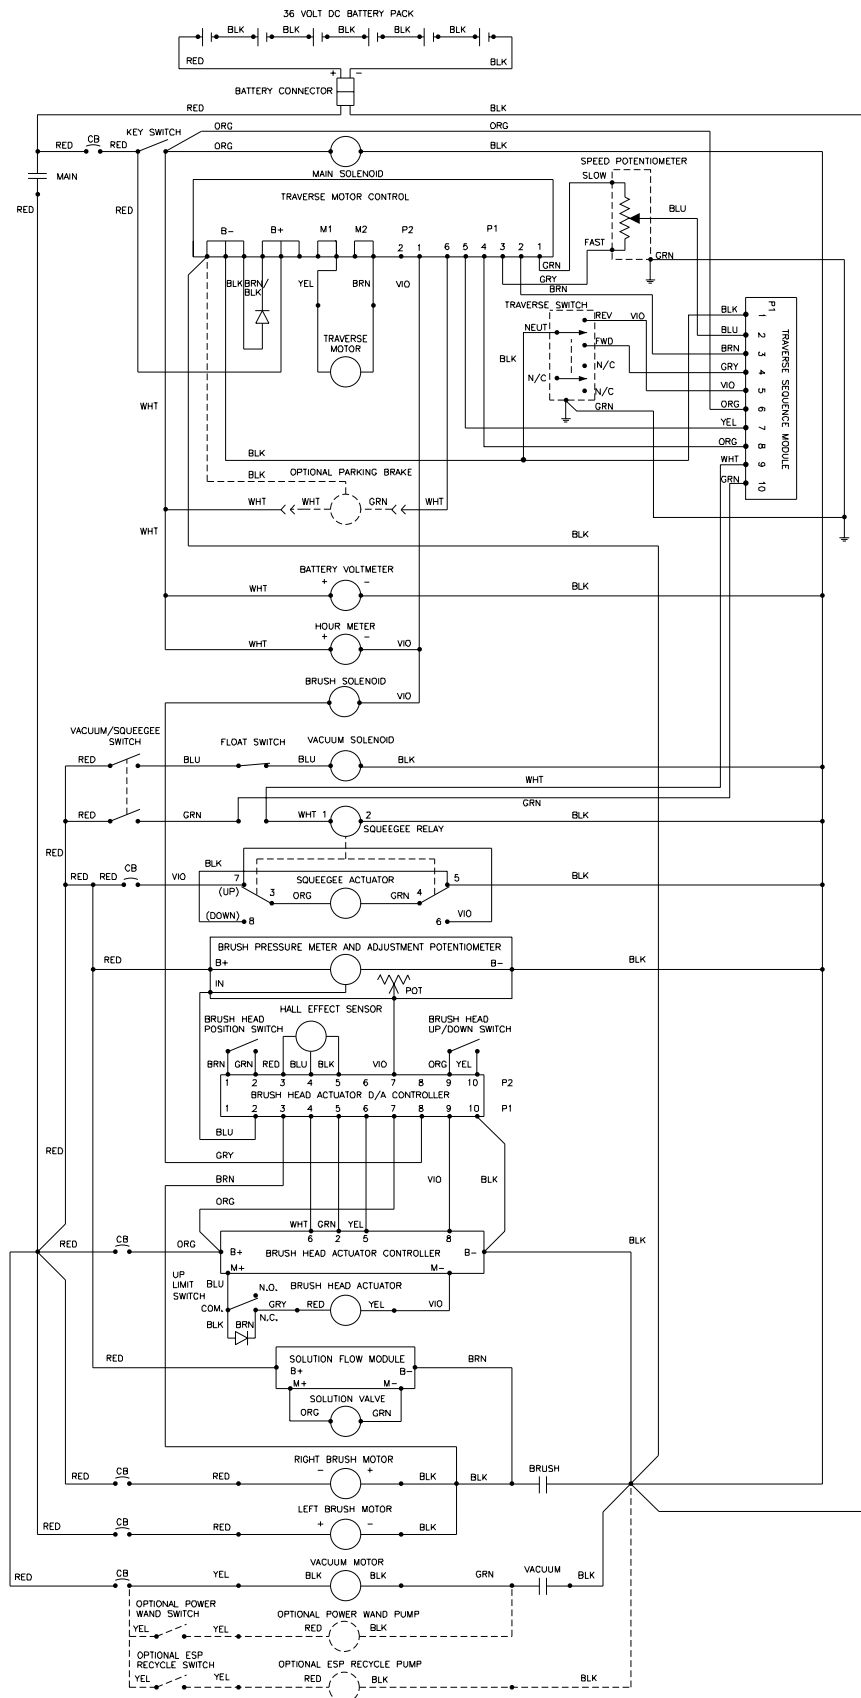 36 VOLT DC BATTERY PACK
BLK BLK BLK BLK BLK
RED BLK
+ −
BATTERY CONNECTOR
RED BLK
ORG ORG
KEY SWITCH
CB
RED RED ORG BLK
MAIN SOLENOID
SPEED POTENTIOMETER
MAIN
SLOW
TRAVERSE MOTOR CONTROL
RED RED BLU
B- B+ M1 M2 P2 P1
FAST
2 1 6 5 4 3 2 1
GRN
GRN
GRY
BLK BRN/ BLK YEL BRN VIO
BRN
TRAVERSE SWITCH
P1
REV VIO BLK 1
NEUT BLU 2
TRAVERSE MOTOR
FWD BRN 3
BLK
N/C GRY 4
N/C
N/C VIO 5
WHT GRN ORG 6
YEL 7
TRAVERSE SEQUENCE MODULE
ORG 8
BLK
WHT 9
BLK OPTIONAL PARKING BRAKE
GRN 10
WHT WHT GRN WHT
WHT BLK
BATTERY VOLTMETER
+ −
WHT BLK
HOUR METER
+ −
WHT VIO
BRUSH SOLENOID
VIO
VACUUM/SQUEEGEE SWITCH
FLOAT SWITCH VACUUM SOLENOID
RED BLU BLU BLK
WHT
GRN
RED GRN WHT 1 2 BLK
SQUEEGEE RELAY
RED
CB BLK
RED RED VIO 7 SQUEEGEE ACTUATOR 5 BLK
(UP) 3 ORG GRN 4
(DOWN) 8 6 VIO
BRUSH PRESSURE METER AND ADJUSTMENT POTENTIOMETER
RED B+ B- BLK
IN
POT
HALL EFFECT SENSOR
BRUSH HEAD POSITION SWITCH
BRUSH HEAD UP/DOWN SWITCH
BRN GRN RED BLU BLK VIO ORG YEL
1 2 3 4 5 6 7 8 9 10 P2
BRUSH HEAD ACTUATOR D/A CONTROLLER
1 2 3 4 5 6 7 8 9 10 P1
BLU
RED GRY
BRN VIO BLK
ORG
WHT GRN YEL
6 2 5 8
RED CB ORG BLK
B+ BRUSH HEAD ACTUATOR CONTROLLER B-
M+ M-
UP LIMIT SWITCH
BLU N.O. BRUSH HEAD ACTUATOR
COM. GRY RED YEL VIO
N.C.
BLK BRN
RED SOLUTION FLOW MODULE BRN
B+ B-
M+ M-
SOLUTION VALVE
ORG GRN
RIGHT BRUSH MOTOR
− +
CB BRUSH
RED RED BLK BLK
LEFT BRUSH MOTOR
+ −
CB
RED RED BLK
VACUUM MOTOR
CB VACUUM
RED YEL BLK BLK GRN BLK
OPTIONAL POWER WAND SWITCH
OPTIONAL POWER WAND PUMP
YEL YEL RED BLK
OPTIONAL ESP RECYCLE SWITCH
OPTIONAL ESP RECYCLE PUMP
YEL YEL RED BLK BLK